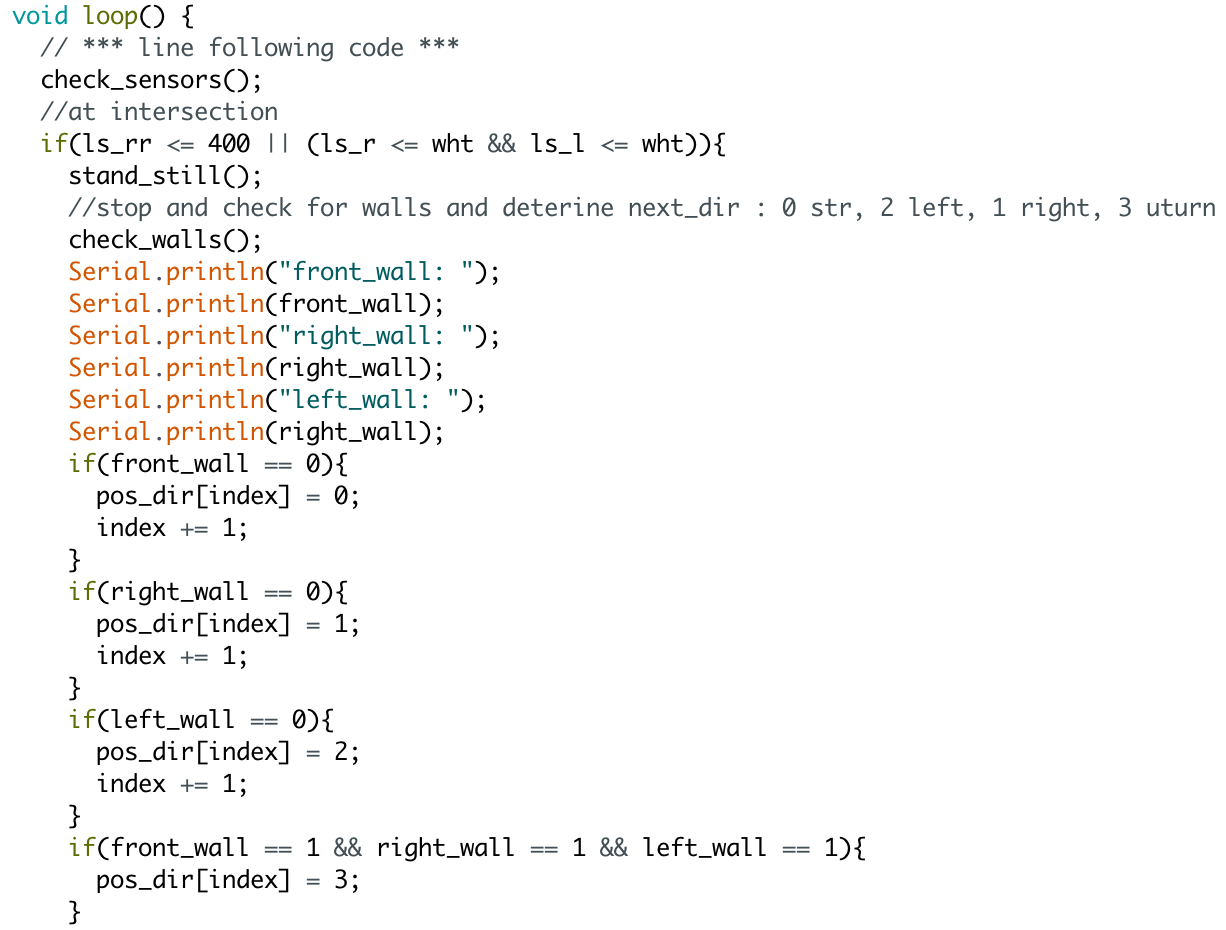 void loop() {
  // *** line following code ***
  check_sensors();
  //at intersection
  if(ls_rr <= 400 || (ls_r <= wht && ls_l <= wht)){
    stand_still();
    //stop and check for walls and deterine next_dir : 0 str, 2 left, 1 right, 3 uturn
    check_walls();
    Serial.println("front_wall: ");
    Serial.println(front_wall);
    Serial.println("right_wall: ");
    Serial.println(right_wall);
    Serial.println("left_wall: ");
    Serial.println(right_wall);
    if(front_wall == 0){
      pos_dir[index] = 0;
      index += 1;
    }
    if(right_wall == 0){
      pos_dir[index] = 1;
      index += 1;
    }
    if(left_wall == 0){
      pos_dir[index] = 2;
      index += 1;
    }
    if(front_wall == 1 && right_wall == 1 && left_wall == 1){
      pos_dir[index] = 3;
    }